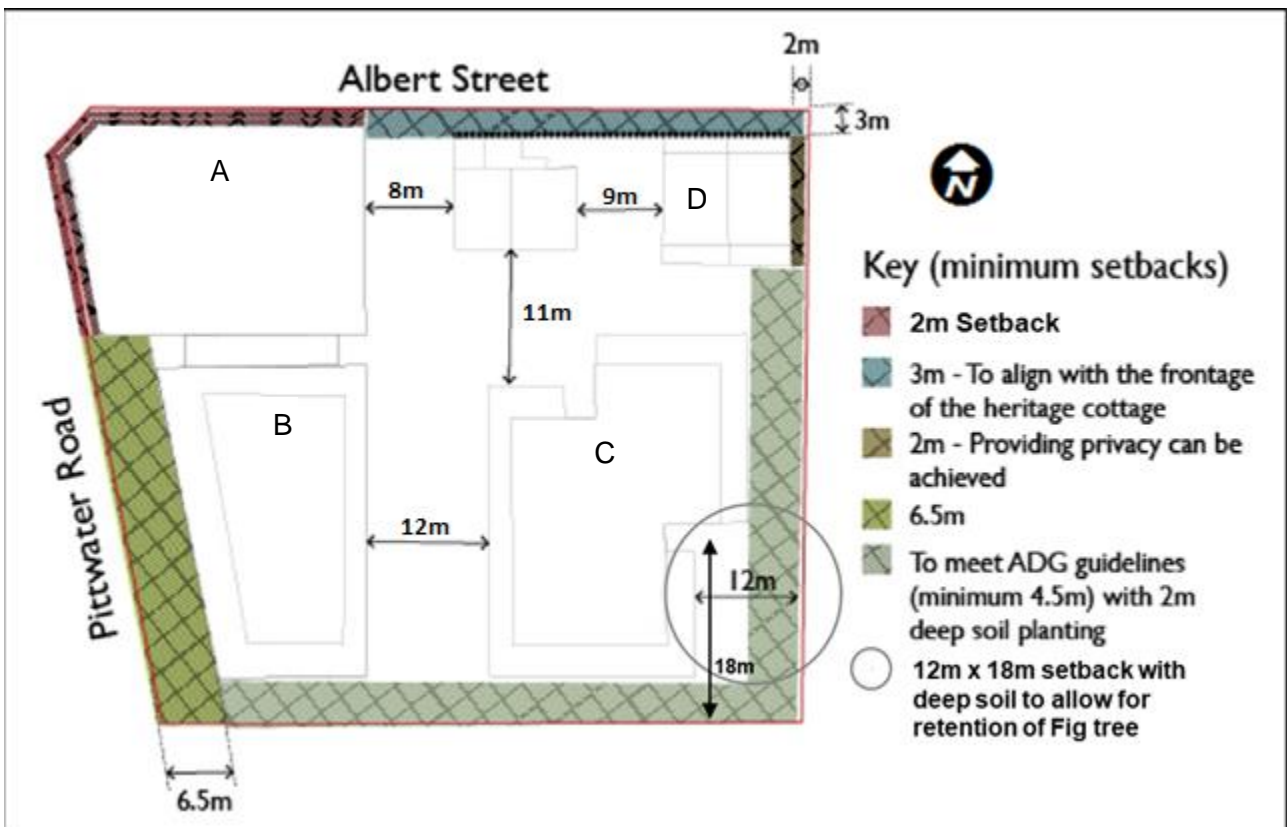 2m
Albert Street
3m
A
8m
9m
D
N
11m
Key (minimum setbacks)
2m Setback
3m - To align with the frontage
of the heritage cottage
2m - Providing privacy can be
achieved
6.5m
To meet ADG guidelines
(minimum 4.5m) with 2m
deep soil planting
12m x 18m setback with
deep soil to allow for
retention of Fig tree
Pittwater Road
B
C
12m
12m
18m
6.5m